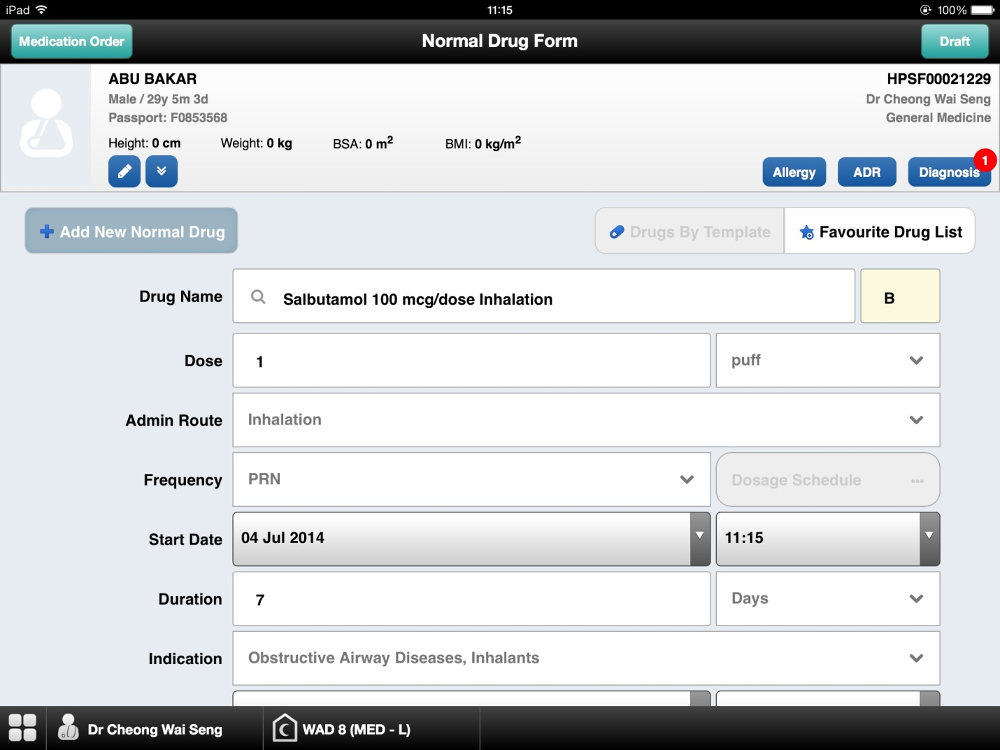 iPad 11:15 100%
Medication Order Normal Drug Form Draft
ABU BAKAR HPSF00021229
Male / 29y 5m 3d Dr Cheong Wai Seng
Passport: F0853568 General Medicine
Height: 0 cm Weight: 0 kg BSA: 0 m² BMI: 0 kg/m²
1
Allergy ADR Diagnosis
Add New Normal Drug Drugs By Template Favourite Drug List
Drug Name Salbutamol 100 mcg/dose Inhalation B
Dose 1 puff
Admin Route Inhalation
Frequency PRN Dosage Schedule ...
Start Date 04 Jul 2014 11:15
Duration 7 Days
Indication Obstructive Airway Diseases, Inhalants
Dr Cheong Wai Seng WAD 8 (MED - L)